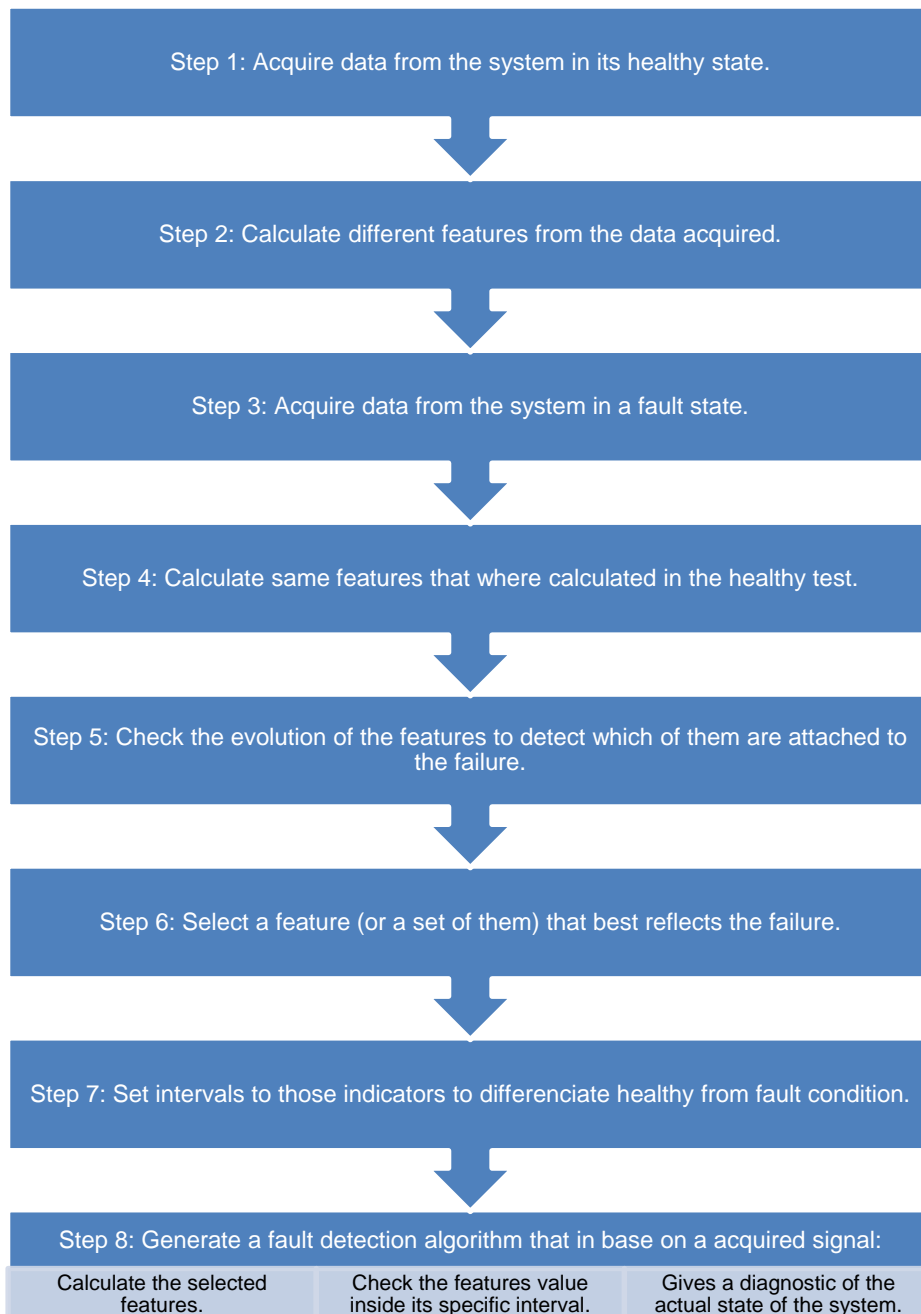 Step 1: Acquire data from the system in its healthy state.
Step 2: Calculate different features from the data acquired.
Step 3: Acquire data from the system in a fault state.
Step 4: Calculate same features that where calculated in the healthy test.
Step 5: Check the evolution of the features to detect which of them are attached to
the failure.
Step 6: Select a feature (or a set of them) that best reflects the failure.
Step 7: Set intervals to those indicators to differenciate healthy from fault condition.
Step 8: Generate a fault detection algorithm that in base on a acquired signal:
Calculate the selected
features.
Check the features value
inside its specific interval.
Gives a diagnostic of the
actual state of the system.